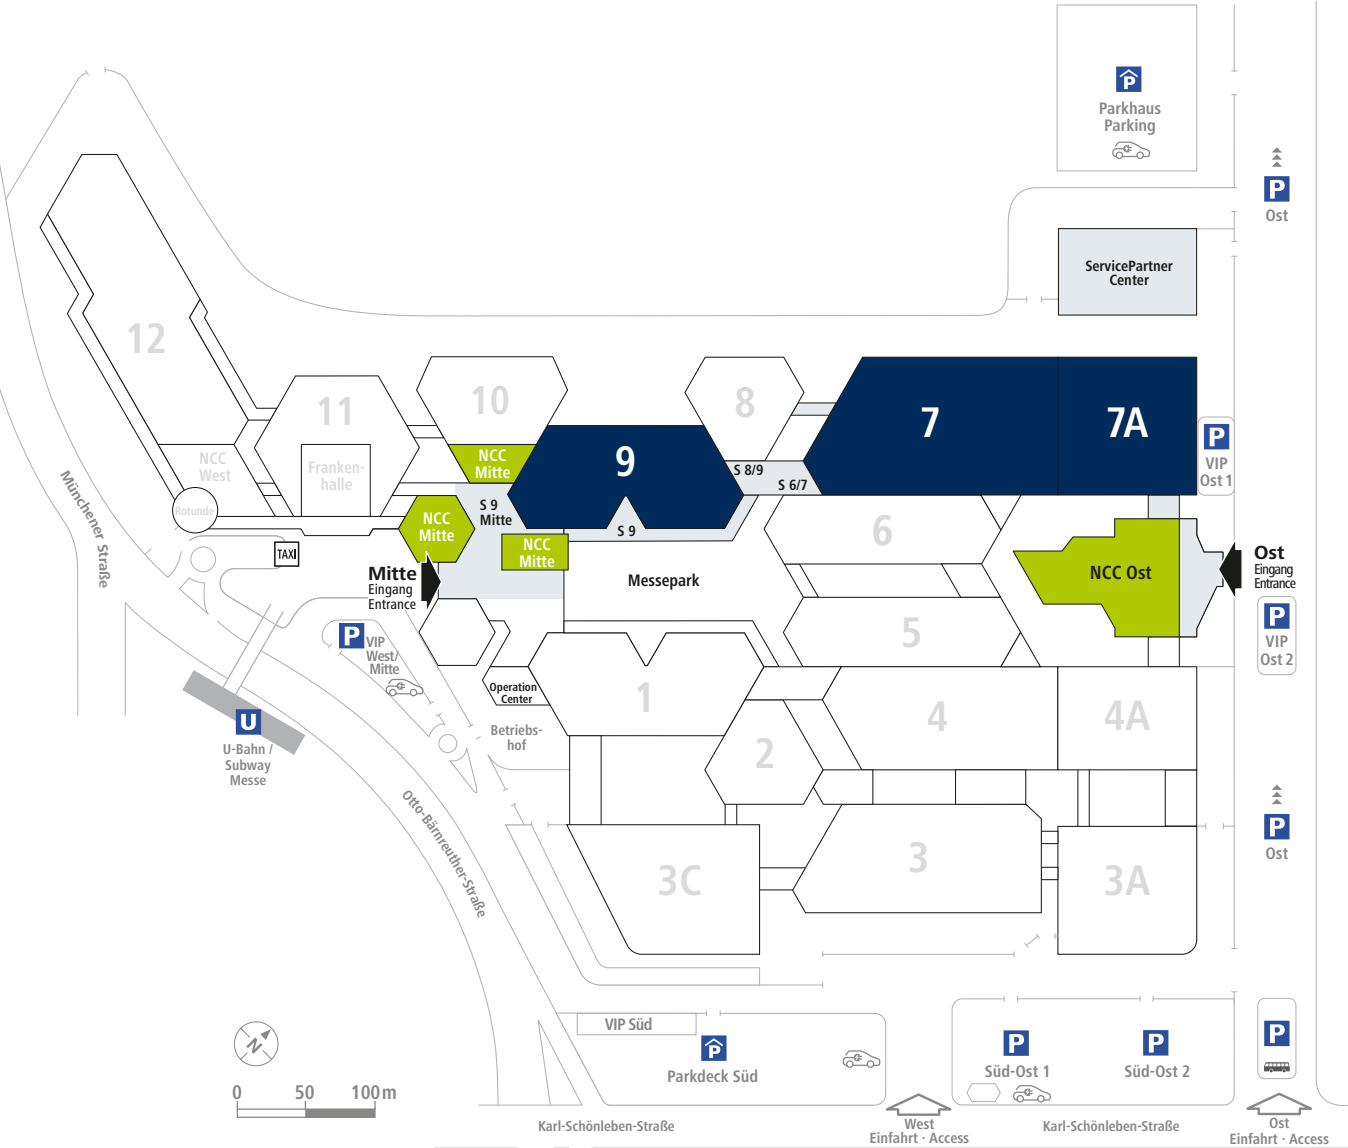 P
Parkhaus
Parking
P
Ost
ServicePartner
Center
12
11
10
8
7
7A
9
NCC
West
Franken-
halle
NCC
Mitte
S 8/9
S 6/7
P
VIP
Ost 1
Rotunde
NCC
Mitte
S 9
Mitte
S 9
NCC
Mitte
6
TAXI
Mitte
Eingang
Entrance
Messepark
NCC Ost
Ost
Eingang
Entrance
Münchener Straße
P
VIP
West/
Mitte
5
P
VIP
Ost 2
Operation
Center
1
4
4A
U
U-Bahn /
Subway
Messe
Betriebs-
hof
2
Otto-Bärnreuther-Straße
P
Ost
3C
3
3A
N
0 50 100 m
VIP Süd
P
Parkdeck Süd
P
Süd-Ost 1
P
Süd-Ost 2
P
Karl-Schönleben-Straße
West
Einfahrt · Access
Karl-Schönleben-Straße
Ost
Einfahrt · Access